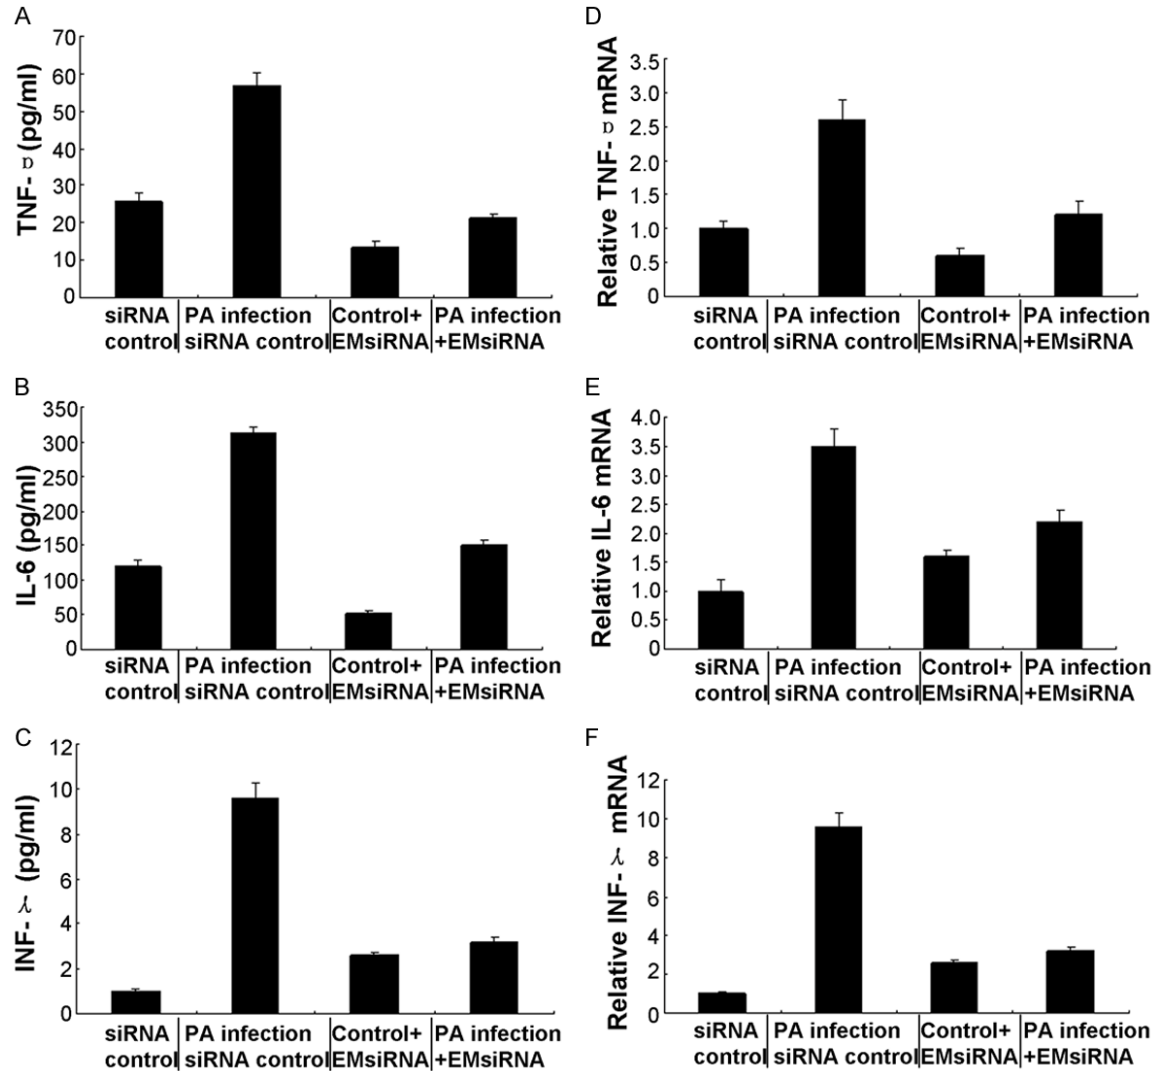 A
TNF-α (pg/ml)
70
60
50
40
30
20
10
0
siRNA control
PA infection siRNA control
Control+ EMsiRNA
PA infection +EMsiRNA
D
Relative TNF-α mRNA
3.5
3.0
2.5
2.0
1.5
1.0
0.5
0
siRNA control
PA infection siRNA control
Control+ EMsiRNA
PA infection +EMsiRNA
B
IL-6 (pg/ml)
350
300
250
200
150
100
50
0
siRNA control
PA infection siRNA control
Control+ EMsiRNA
PA infection +EMsiRNA
E
Relative IL-6 mRNA
4.0
3.5
3.0
2.5
2.0
1.5
1.0
0.5
0
siRNA control
PA infection siRNA control
Control+ EMsiRNA
PA infection +EMsiRNA
C
INF-λ (pg/ml)
12
10
8
6
4
2
0
siRNA control
PA infection siRNA control
Control+ EMsiRNA
PA infection +EMsiRNA
F
Relative INF-λ mRNA
12
10
8
6
4
2
0
siRNA control
PA infection siRNA control
Control+ EMsiRNA
PA infection +EMsiRNA